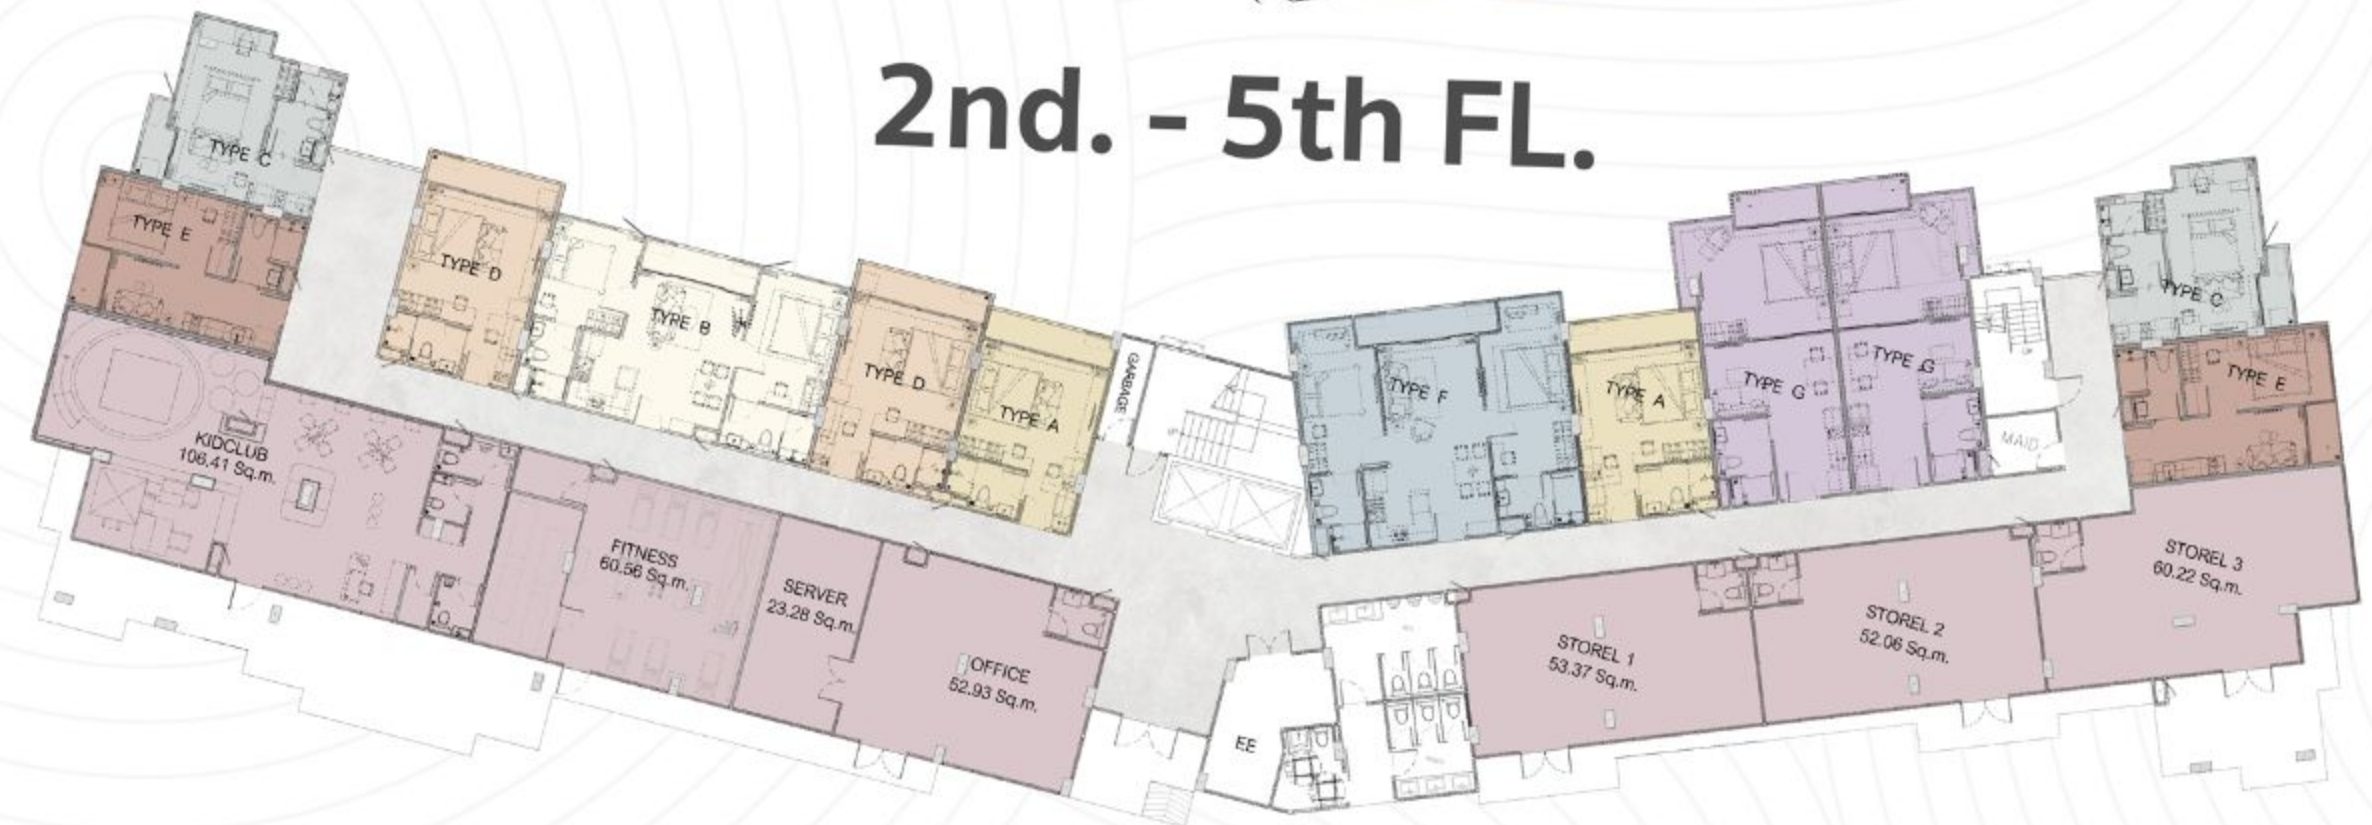 2nd. - 5th FL.
TYPE C
TYPE E
TYPE D
TYPE B
TYPE D
TYPE A
GARBAGE
TYPE F
TYPE A
TYPE G
TYPE G
MAID
TYPE C
TYPE E
KIDCLUB
106.41 Sq.m.
FITNESS
60.56 Sq.m.
SERVER
23.28 Sq.m.
OFFICE
52.93 Sq.m.
EE
STOREL 1
53.37 Sq.m.
STOREL 2
52.06 Sq.m.
STOREL 3
60.22 Sq.m.